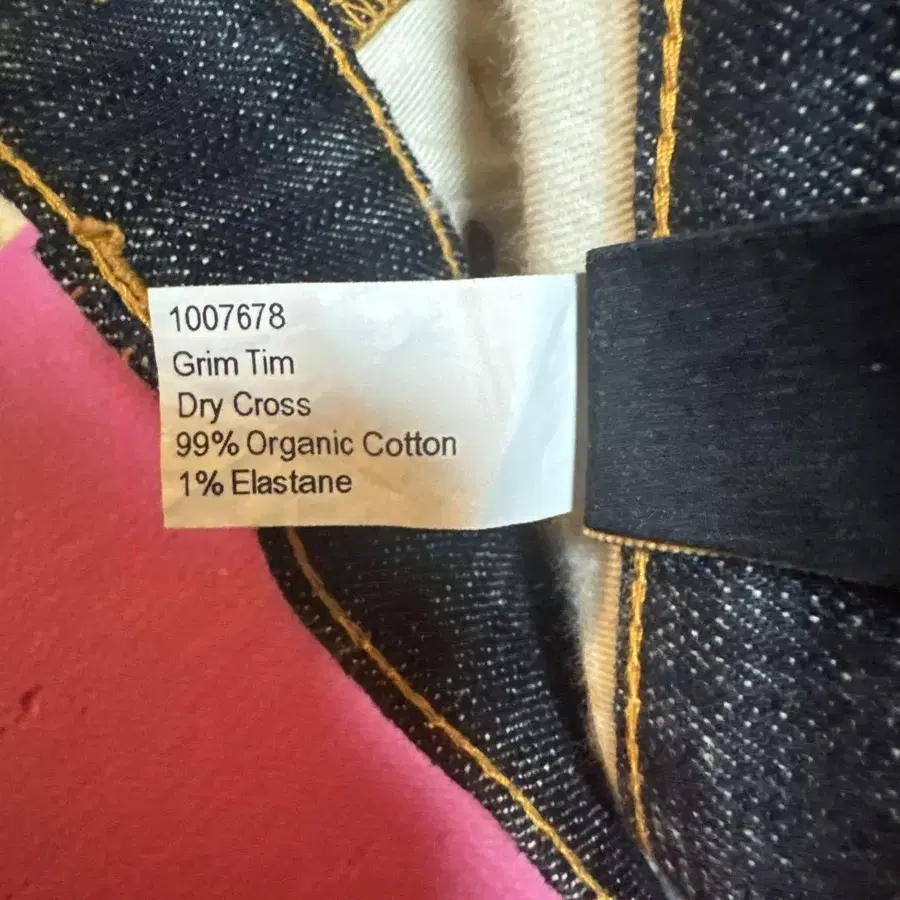 1007678
Grim Tim
Dry Cross
99% Organic Cotton
1% Elastane